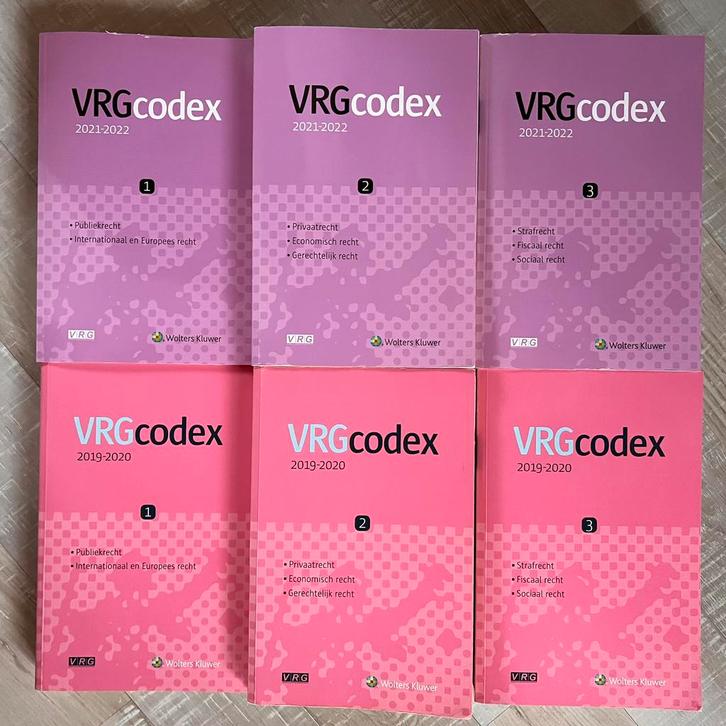 VRGcodex
2021-2022
1
• Publiekrecht
• Internationaal en Europees recht
VRG
Wolters Kluwer
VRGcodex
2021-2022
2
• Privaatrecht
• Economisch recht
• Gerechtelijk recht
VRG
Wolters Kluwer
VRGcodex
2021-2022
3
• Strafrecht
• Fiscaal recht
• Sociaal recht
VRG
Wolters Kluwer
VRGcodex
2019-2020
1
• Publiekrecht
• Internationaal en Europees recht
VRG
Wolters Kluwer
VRGcodex
2019-2020
2
• Privaatrecht
• Economisch recht
• Gerechtelijk recht
VRG
Wolters Kluwer
VRGcodex
2019-2020
3
• Strafrecht
• Fiscaal recht
• Sociaal recht
VRG
Wolters Kluwer